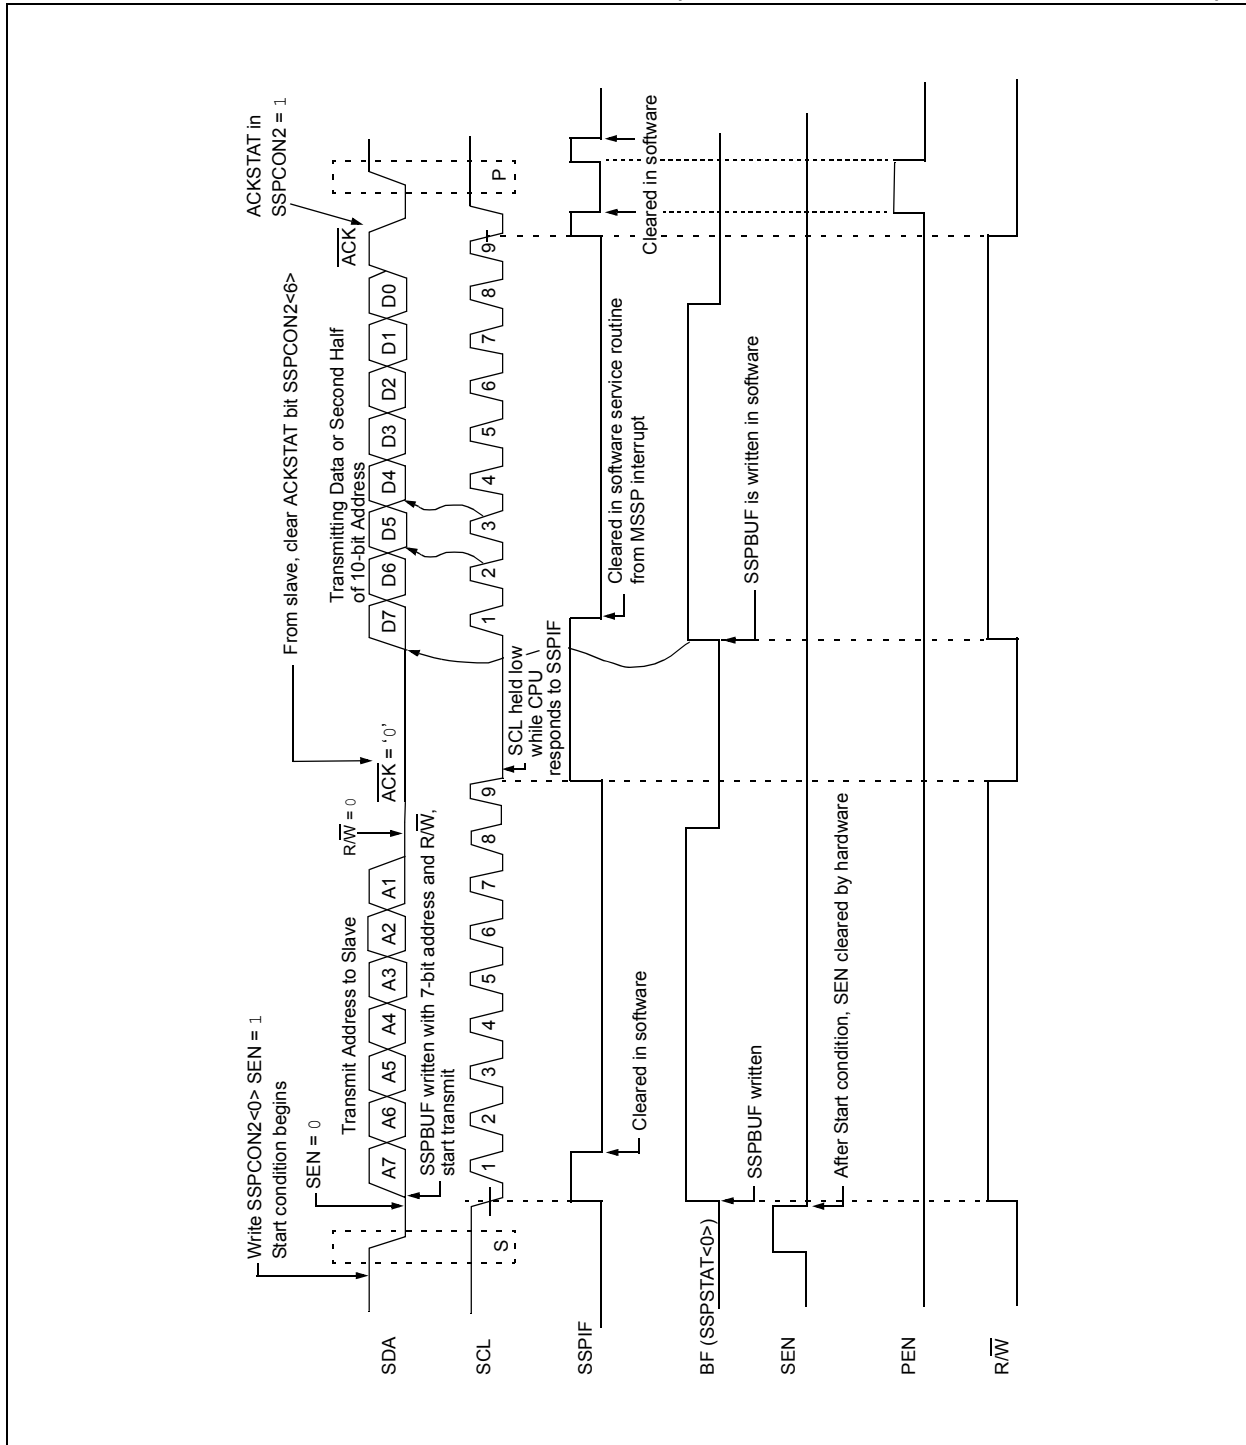 Write SSPCON2<0> SEN = 1
Start condition begins
SEN = 0
Transmit Address to Slave
R/W = 0
From slave, clear ACKSTAT bit SSPCON2<6>
ACK = ‘0’
Transmitting Data or Second Half
of 10-bit Address
ACK
ACKSTAT in
SSPCON2 = 1
SDA
A7 A6 A5 A4 A3 A2 A1
D7 D6 D5 D4 D3 D2 D1 D0
SSPBUF written with 7-bit address and R/W,
start transmit
SCL
S
1 2 3 4 5 6 7 8 9
1 2 3 4 5 6 7 8 9
P
SCL held low
while CPU
responds to SSPIF
SSPIF
Cleared in software
Cleared in software service routine
from MSSP interrupt
Cleared in software
BF (SSPSTAT<0>)
SSPBUF written
SSPBUF is written in software
SEN
After Start condition, SEN cleared by hardware
PEN
R/W